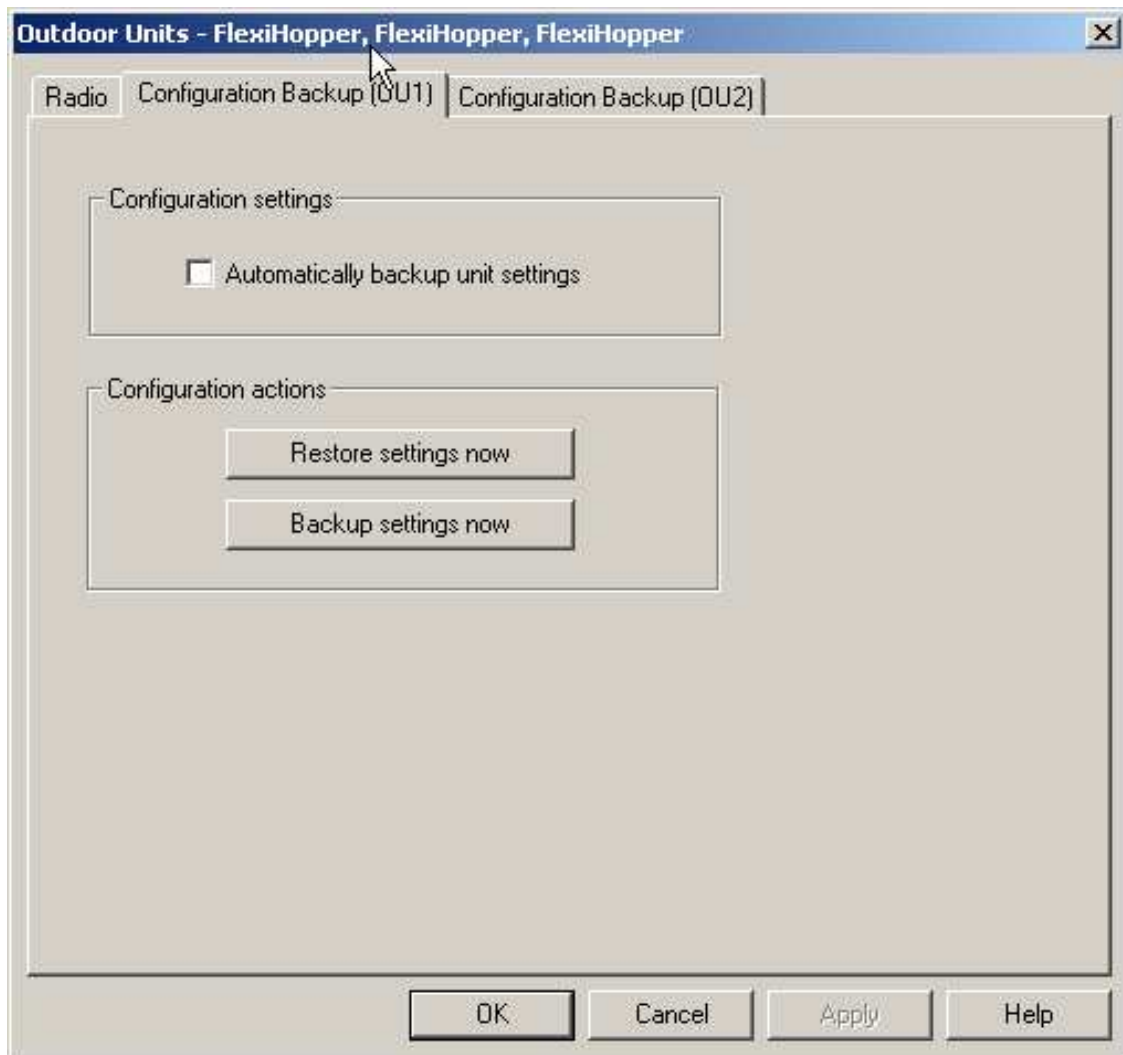 Outdoor Units - FlexiHopper, FlexiHopper, FlexiHopper
Radio
Configuration Backup (OU1)
Configuration Backup (OU2)
Configuration settings
Automatically backup unit settings
Configuration actions
Restore settings now
Backup settings now
OK
Cancel
Apply
Help